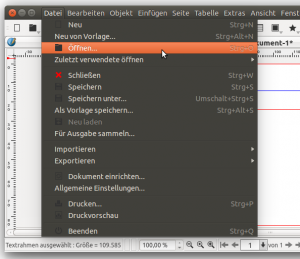 Datei Bearbeiten Objekt Einfügen Seite Tabelle Extras Ansicht Fenst
Neu Strg+N
Neu von Vorlage... Strg+Alt+N
Öffnen... Strg+O
Zuletzt verwendete öffnen
kument-1*
Schließen Strg+W
Speichern Strg+S
Speichern unter... Umschalt+Strg+S
Als Vorlage speichern... Strg+Alt+S
Neu laden
Für Ausgabe sammeln...
Importieren
Exportieren
Dokument einrichten...
Allgemeine Einstellungen...
Drucken... Strg+P
Druckvorschau
Beenden Strg+Q
Textrahmen ausgewählt : Größe = 109.585 100,00 % 1 von 1